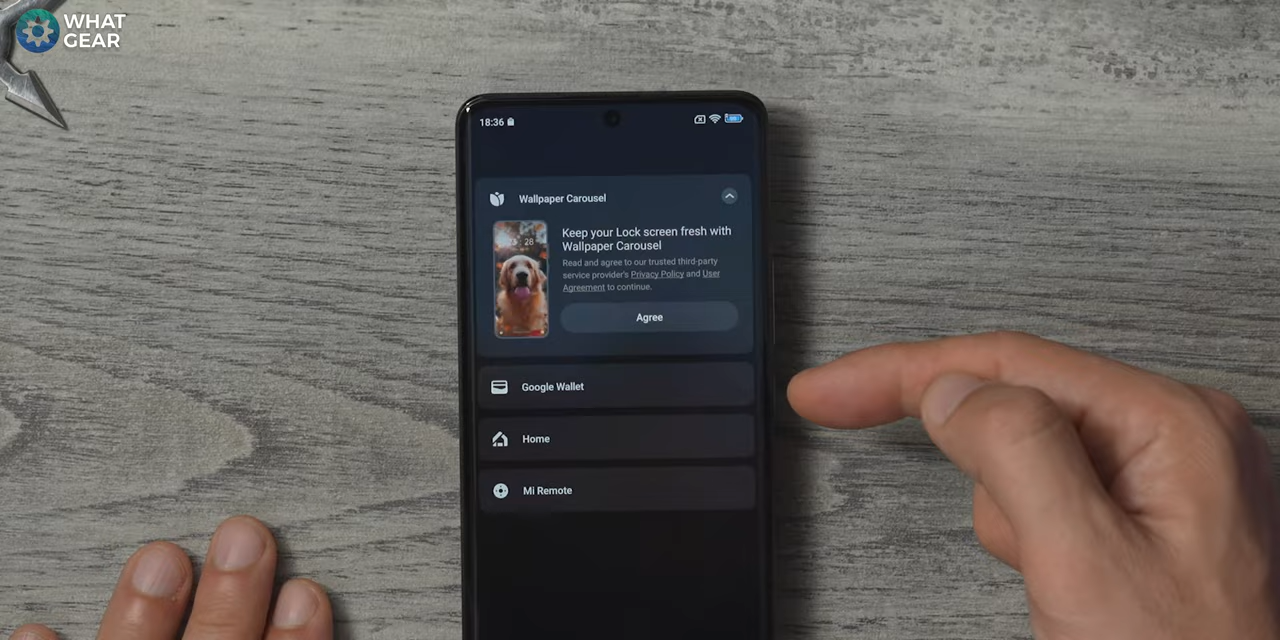 WHAT
GEAR
18:36
Wallpaper Carousel
28
Keep your Lock screen fresh with
Wallpaper Carousel
Read and agree to our trusted third-party
service provider's Privacy Policy and User
Agreement to continue.
Agree
Google Wallet
Home
Mi Remote